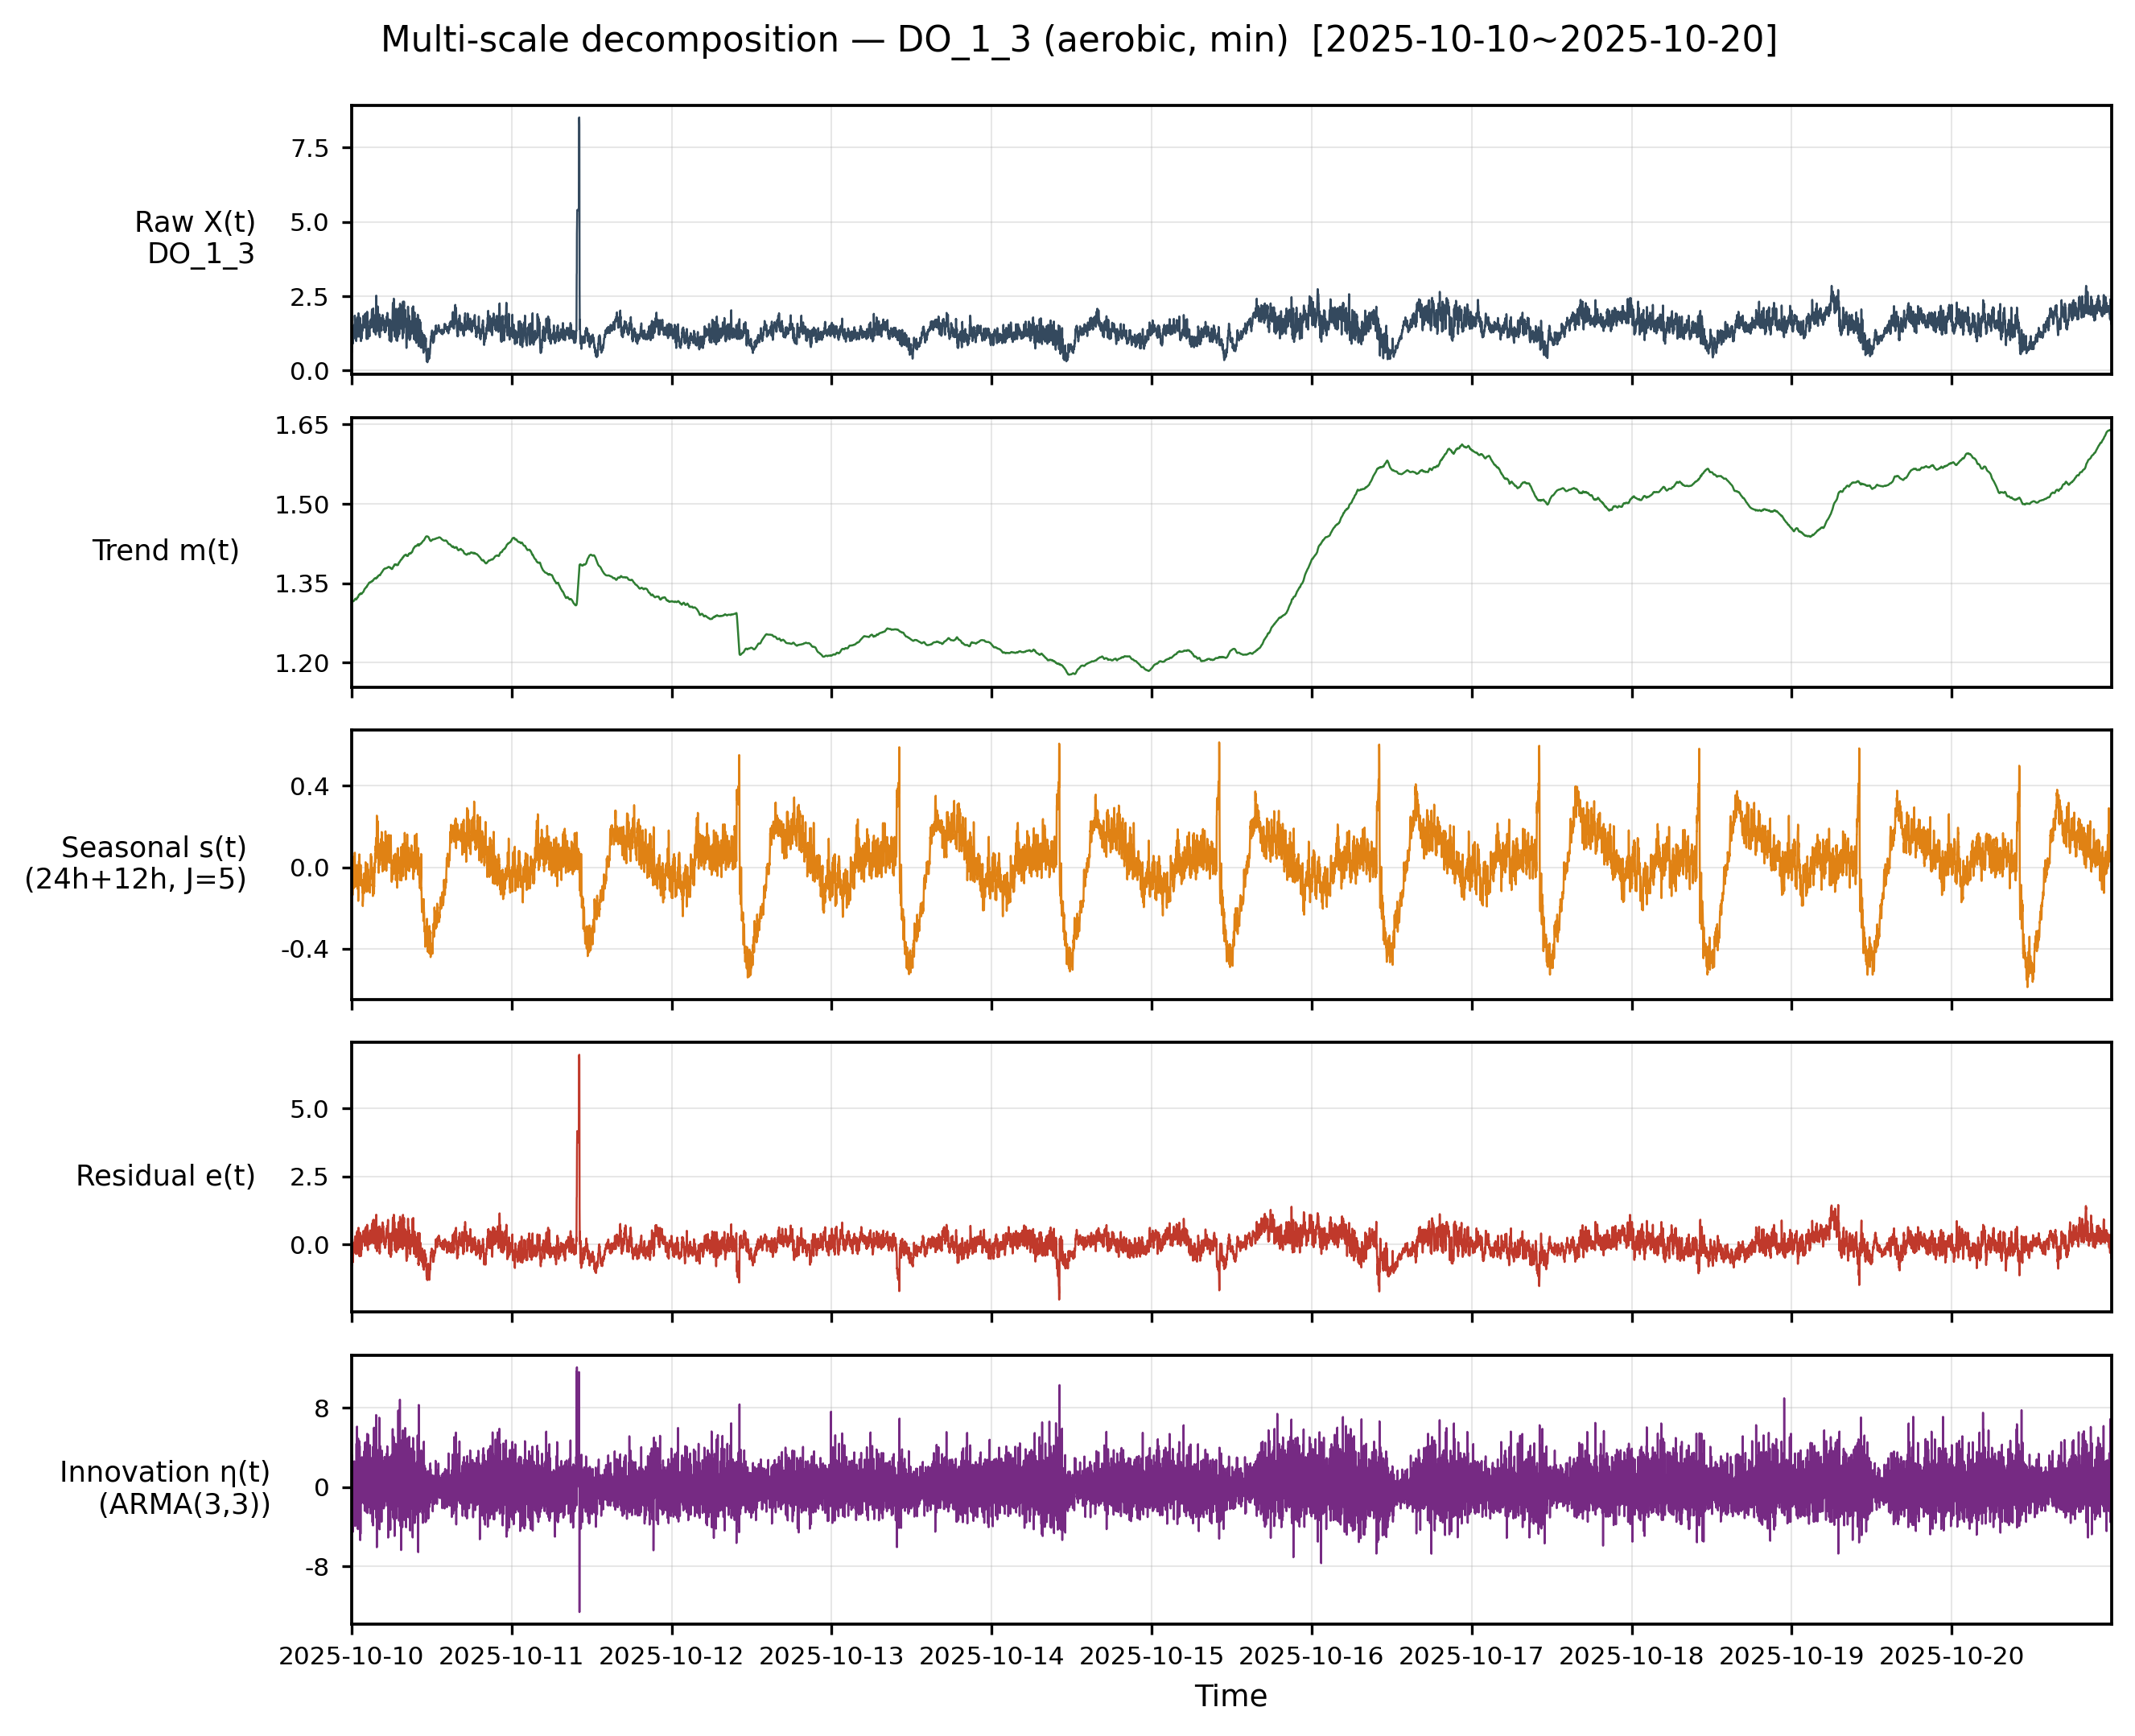 Multi-scale decomposition — DO_1_3 (aerobic, min)  [2025-10-10~2025-10-20]
7.5
5.0
2.5
0.0
Raw X(t)
DO_1_3
1.65
1.50
1.35
1.20
Trend m(t)
0.4
0.0
-0.4
Seasonal s(t)
(24h+12h, J=5)
5.0
2.5
0.0
Residual e(t)
8
0
-8
Innovation η(t)
(ARMA(3,3))
2025-10-10 2025-10-11 2025-10-12 2025-10-13 2025-10-14 2025-10-15 2025-10-16 2025-10-17 2025-10-18 2025-10-19 2025-10-20
Time